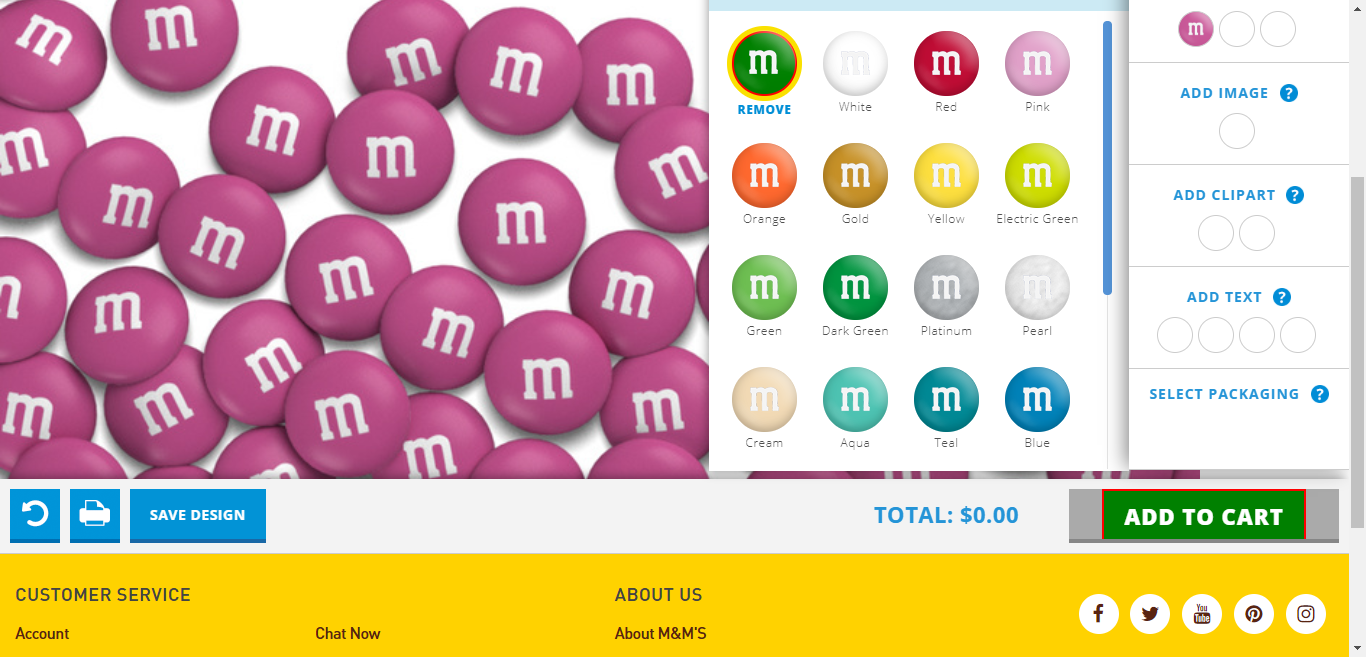 REMOVE
White
Red
Pink
Orange
Gold
Yellow
Electric Green
Green
Dark Green
Platinum
Pearl
Cream
Aqua
Teal
Blue
m
ADD IMAGE ?
ADD CLIPART ?
ADD TEXT ?
SELECT PACKAGING ?
SAVE DESIGN
TOTAL: $0.00
ADD TO CART
CUSTOMER SERVICE
ABOUT US
Account
Chat Now
About M&M'S
You Tube